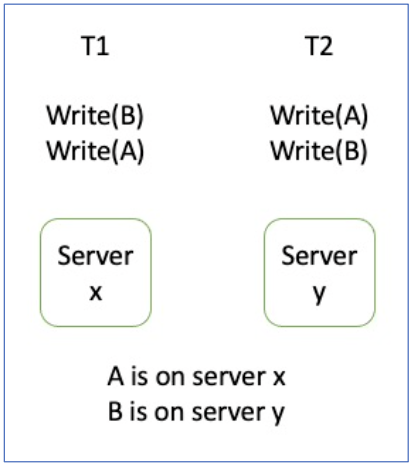 T1 T2
Write(B) Write(A)
Write(A) Write(B)
Server Server
x y
A is on server x
B is on server y